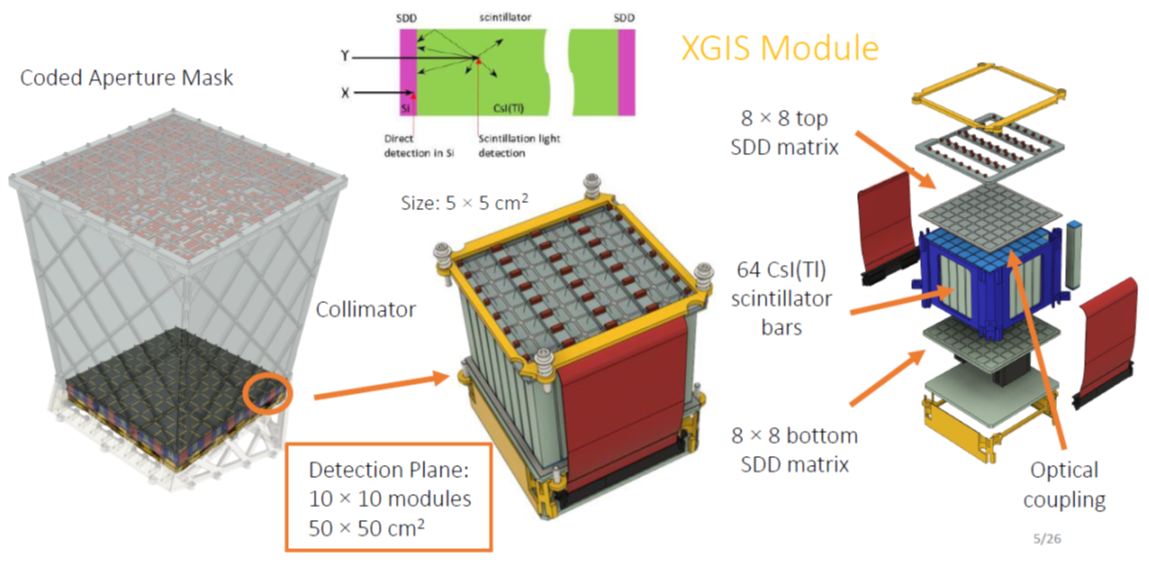 XGIS Module
Coded Aperture Mask
SDD
scintillator
SDD
Y
X
Si
CsI(Tl)
Direct
detection in Si
Scintillation light
detection
Size: 5 × 5 cm²
Collimator
Detection Plane:
10 × 10 modules
50 × 50 cm²
8 × 8 top
SDD matrix
64 CsI(Tl)
scintillator
bars
8 × 8 bottom
SDD matrix
Optical
coupling
5/26